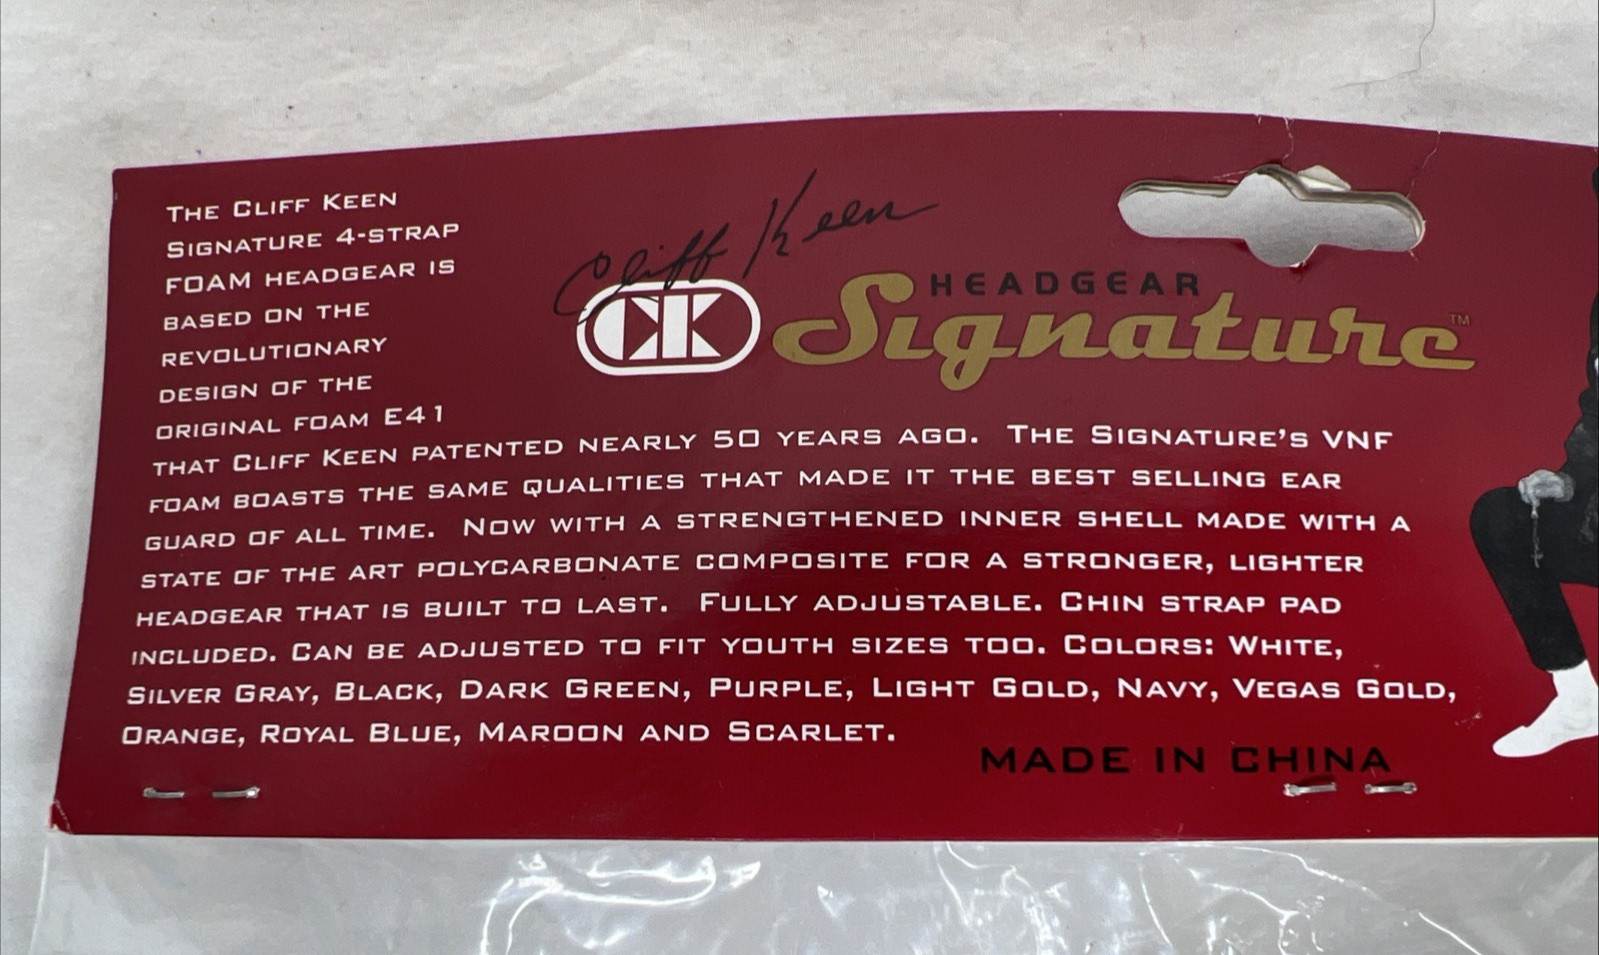 THE CLIFF KEEN
SIGNATURE 4-STRAP
FOAM HEADGEAR IS
BASED ON THE
REVOLUTIONARY
DESIGN OF THE
ORIGINAL FOAM E41
THAT CLIFF KEEN PATENTED NEARLY 50 YEARS AGO. THE SIGNATURE'S VNF
FOAM BOASTS THE SAME QUALITIES THAT MADE IT THE BEST SELLING EAR
GUARD OF ALL TIME. NOW WITH A STRENGTHENED INNER SHELL MADE WITH A
STATE OF THE ART POLYCARBONATE COMPOSITE FOR A STRONGER, LIGHTER
HEADGEAR THAT IS BUILT TO LAST. FULLY ADJUSTABLE. CHIN STRAP PAD
INCLUDED. CAN BE ADJUSTED TO FIT YOUTH SIZES TOO. COLORS: WHITE,
SILVER GRAY, BLACK, DARK GREEN, PURPLE, LIGHT GOLD, NAVY, VEGAS GOLD,
ORANGE, ROYAL BLUE, MAROON AND SCARLET.
Cliff Keen
CK
HEADGEAR
Signature™
MADE IN CHINA